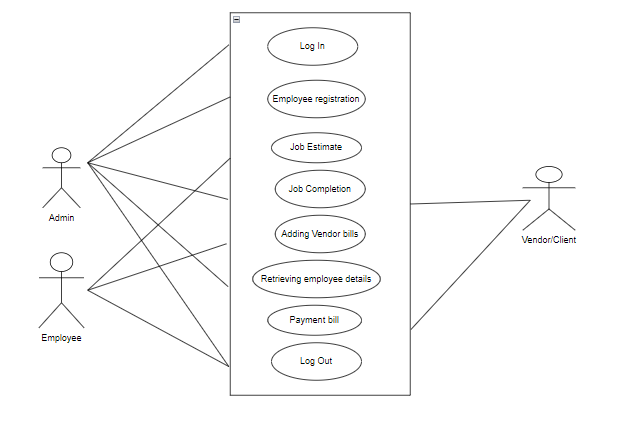 Log In
Employee registration
Job Estimate
Job Completion
Adding Vendor bills
Retrieving employee details
Payment bill
Log Out
Admin
Employee
Vendor/Client